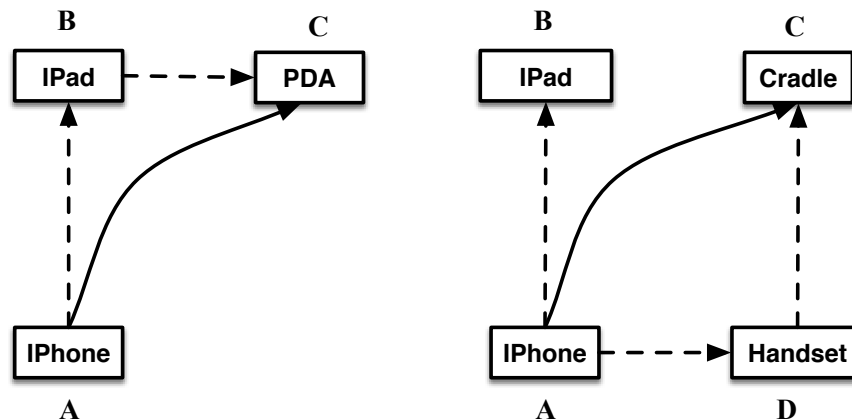 B
C
IPad
PDA
IPhone
A
B
C
IPad
Cradle
IPhone
Handset
A
D